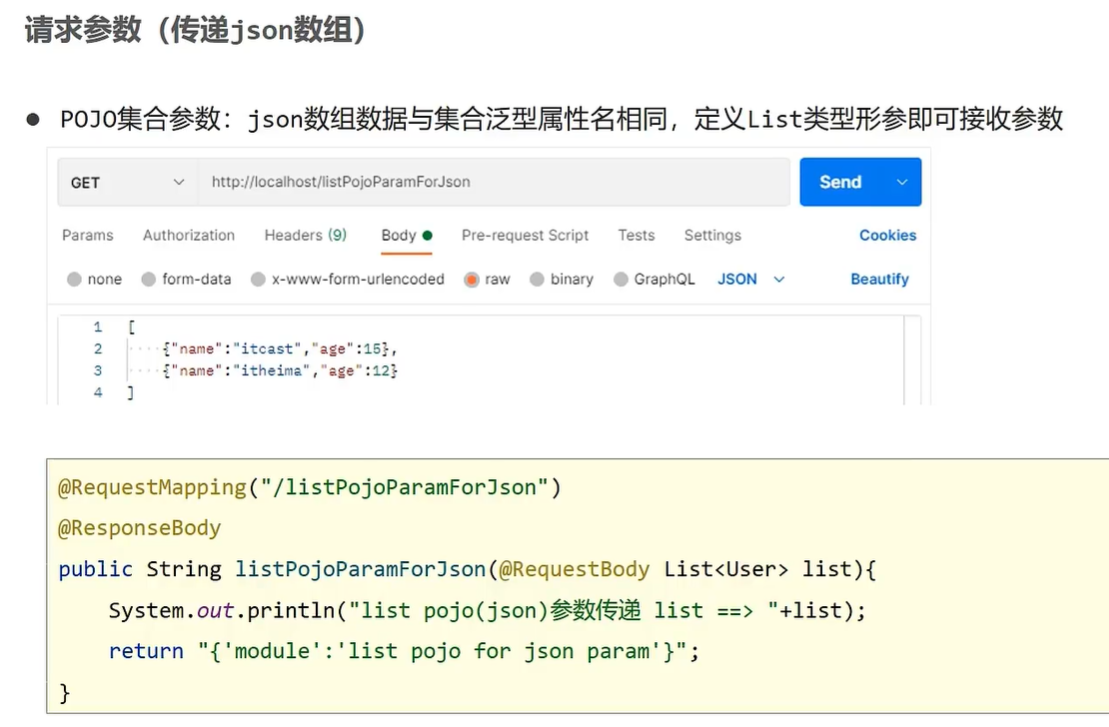 请求参数（传递json数组）
● POJO集合参数：json数组数据与集合泛型属性名相同，定义List类型形参即可接收参数
GET http://localhost/listPojoParamForJson Send
Params Authorization Headers (9) Body Pre-request Script Tests Settings Cookies
none form-data x-www-form-urlencoded raw binary GraphQL JSON Beautify
1 [
2 {"name":"itcast","age":15},
3 {"name":"itheima","age":12}
4 ]
@RequestMapping("/listPojoParamForJson")
@ResponseBody
public String listPojoParamForJson(@RequestBody List<User> list){
System.out.println("list pojo(json)参数传递 list ==> "+list);
return "{'module':'list pojo for json param'}";
}